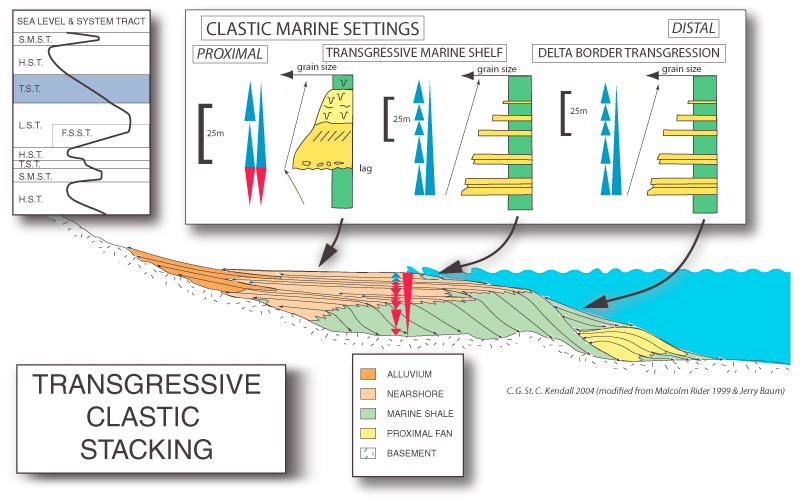 SEA LEVEL & SYSTEM TRACT
S.M.S.T.
H.S.T.
T.S.T.
L.S.T.
F.S.S.T.
H.S.T.
T.S.T.
S.M.S.T.
H.S.T.
CLASTIC MARINE SETTINGS
DISTAL
PROXIMAL
TRANSGRESSIVE MARINE SHELF
DELTA BORDER TRANSGRESSION
grain size
grain size
grain size
25m
25m
25m
lag
TRANSGRESSIVE
CLASTIC
STACKING
ALLUVIUM
NEARSHORE
MARINE SHALE
PROXIMAL FAN
BASEMENT
C. G. St. C. Kendall 2004 (modified from Malcolm Rider 1999 & Jerry Baum)